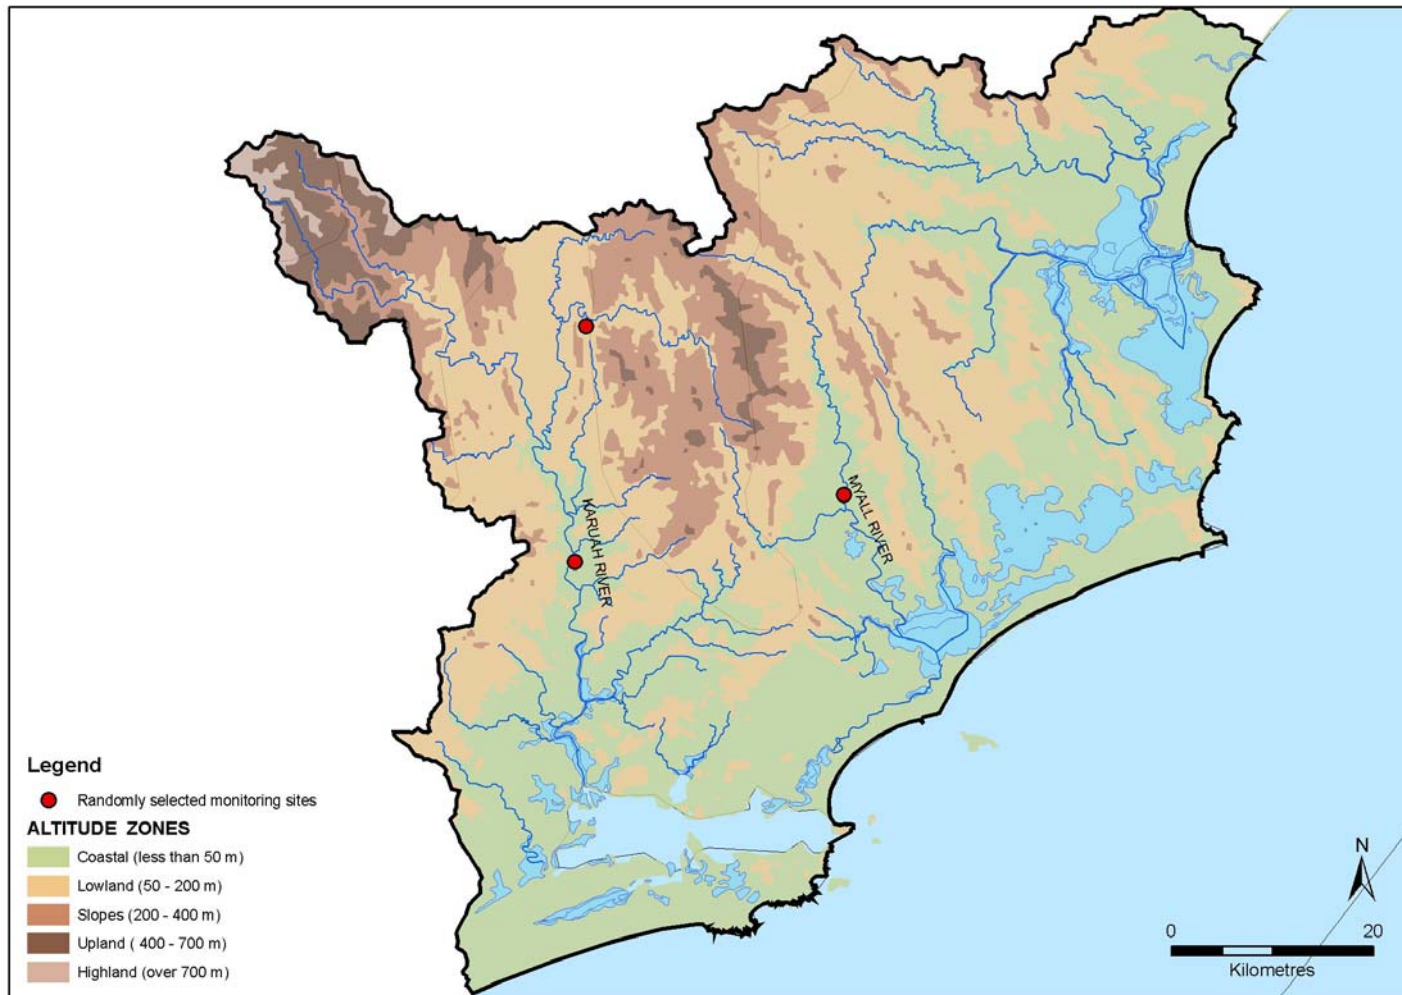 MYALL RIVER
KARUAH RIVER
Legend
Randomly selected monitoring sites
ALTITUDE ZONES
Coastal (less than 50 m)
Lowland (50 - 200 m)
Slopes (200 - 400 m)
Upland ( 400 - 700 m)
Highland (over 700 m)
N
0 20
Kilometres